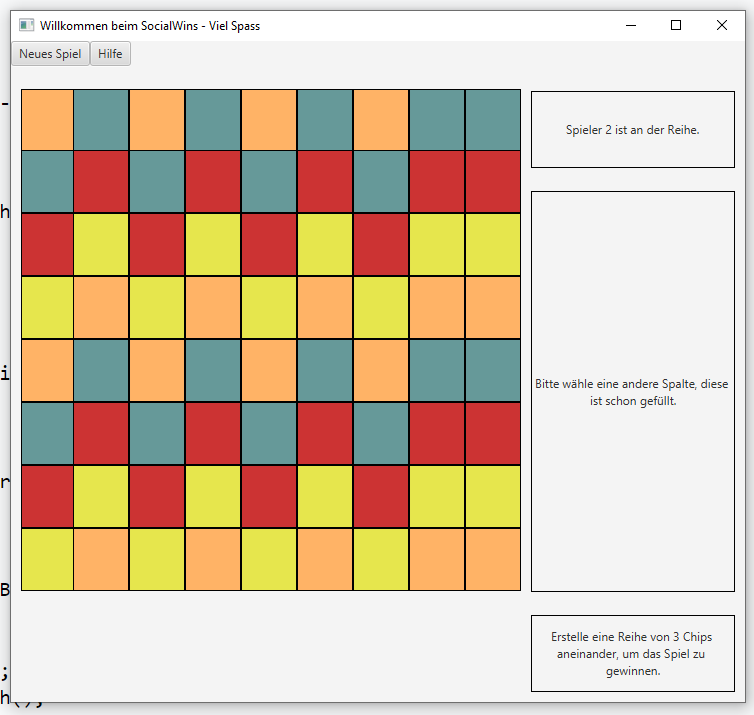 Willkommen beim SocialWins - Viel Spass
Neues Spiel Hilfe
Spieler 2 ist an der Reihe.
Bitte wähle eine andere Spalte, diese
ist schon gefüllt.
Erstelle eine Reihe von 3 Chips
aneinander, um das Spiel zu
gewinnen.